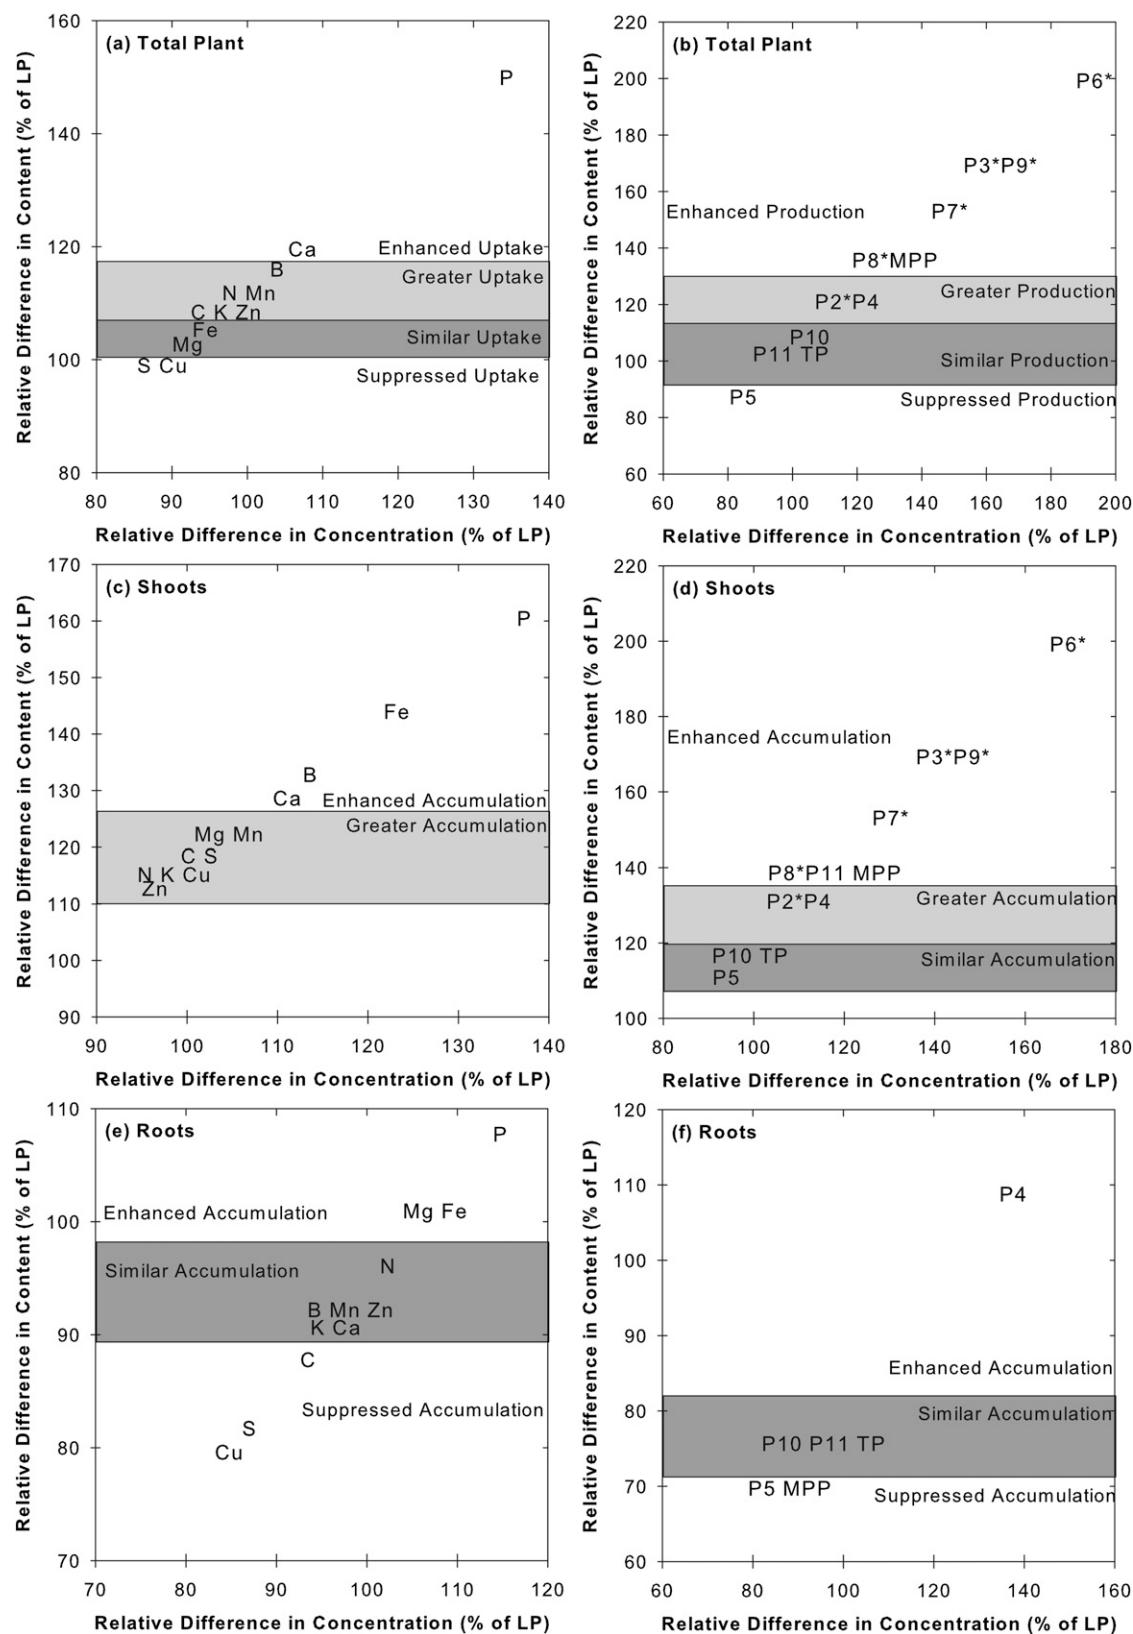 (a) Total Plant
Relative Difference in Content (% of LP)
160
140
120
100
80
P
Ca
Enhanced Uptake
B
Greater Uptake
N Mn
C K Zn
Fe
Similar Uptake
Mg
S Cu
Suppressed Uptake
80 90 100 110 120 130 140
Relative Difference in Concentration (% of LP)
(b) Total Plant
Relative Difference in Content (% of LP)
220
200
180
160
140
120
100
80
60
P6*
P3*P9*
Enhanced Production
P7*
P8*MPP
Greater Production
P2*P4
P10
P11 TP
Similar Production
P5
Suppressed Production
60 80 100 120 140 160 180 200
Relative Difference in Concentration (% of LP)
(c) Shoots
Relative Difference in Content (% of LP)
170
160
150
140
130
120
110
100
90
P
Fe
B
Ca
Enhanced Accumulation
Greater Accumulation
Mg Mn
C S
N K Cu
Zn
90 100 110 120 130 140
Relative Difference in Concentration (% of LP)
(d) Shoots
Relative Difference in Content (% of LP)
220
200
180
160
140
120
100
P6*
Enhanced Accumulation
P3*P9*
P7*
P8*P11 MPP
Greater Accumulation
P2*P4
P10 TP
Similar Accumulation
P5
80 100 120 140 160 180
Relative Difference in Concentration (% of LP)
(e) Roots
Relative Difference in Content (% of LP)
110
100
90
80
70
P
Enhanced Accumulation
Mg Fe
Similar Accumulation
N
B Mn Zn
K Ca
C
Suppressed Accumulation
S
Cu
70 80 90 100 110 120
Relative Difference in Concentration (% of LP)
(f) Roots
Relative Difference in Content (% of LP)
120
110
100
90
80
70
60
P4
Enhanced Accumulation
Similar Accumulation
P10 P11 TP
P5 MPP
Suppressed Accumulation
60 80 100 120 140 160
Relative Difference in Concentration (% of LP)